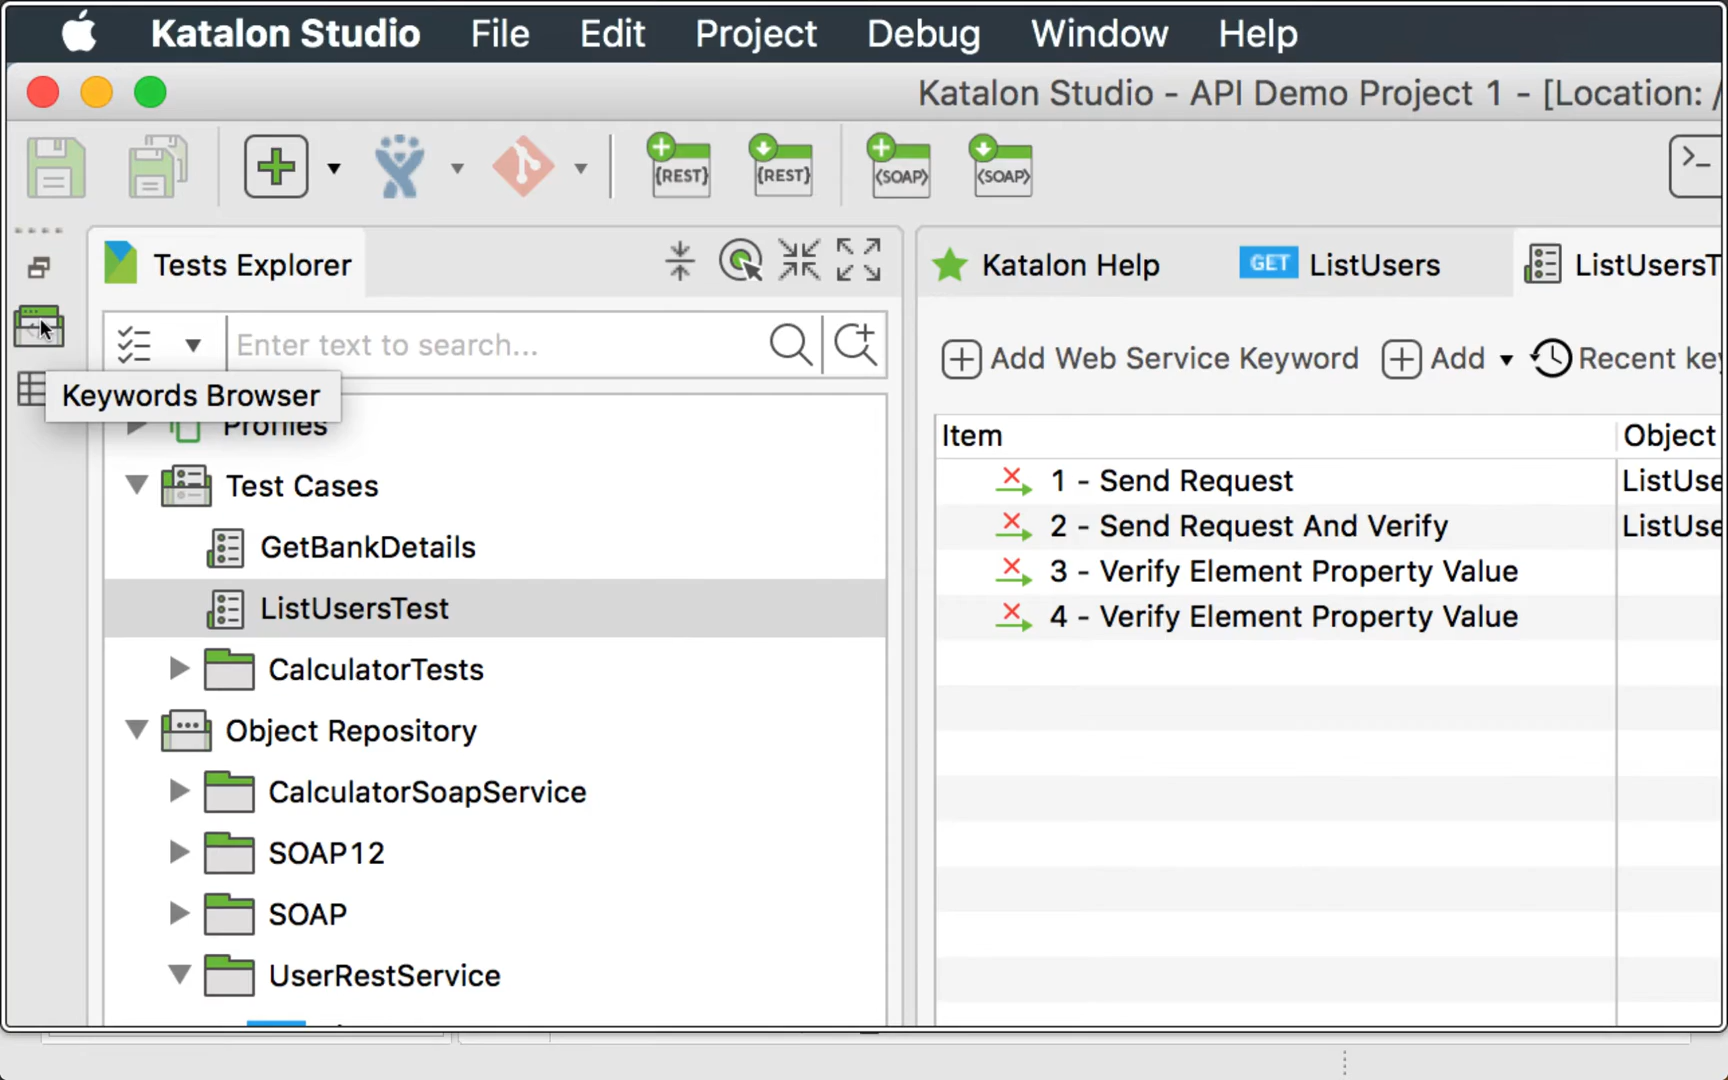 Katalon Studio File Edit Project Debug Window Help
Katalon Studio - API Demo Project 1 - [Location: /
{REST} {REST} <SOAP> <SOAP> >_
Tests Explorer
Katalon Help GET ListUsers ListUsersT
Enter text to search...
Add Web Service Keyword Add Recent key
Keywords Browser
Profiles
Item Object
Test Cases
1 - Send Request ListUse
2 - Send Request And Verify ListUse
GetBankDetails
3 - Verify Element Property Value
ListUsersTest
4 - Verify Element Property Value
CalculatorTests
Object Repository
CalculatorSoapService
SOAP12
SOAP
UserRestService